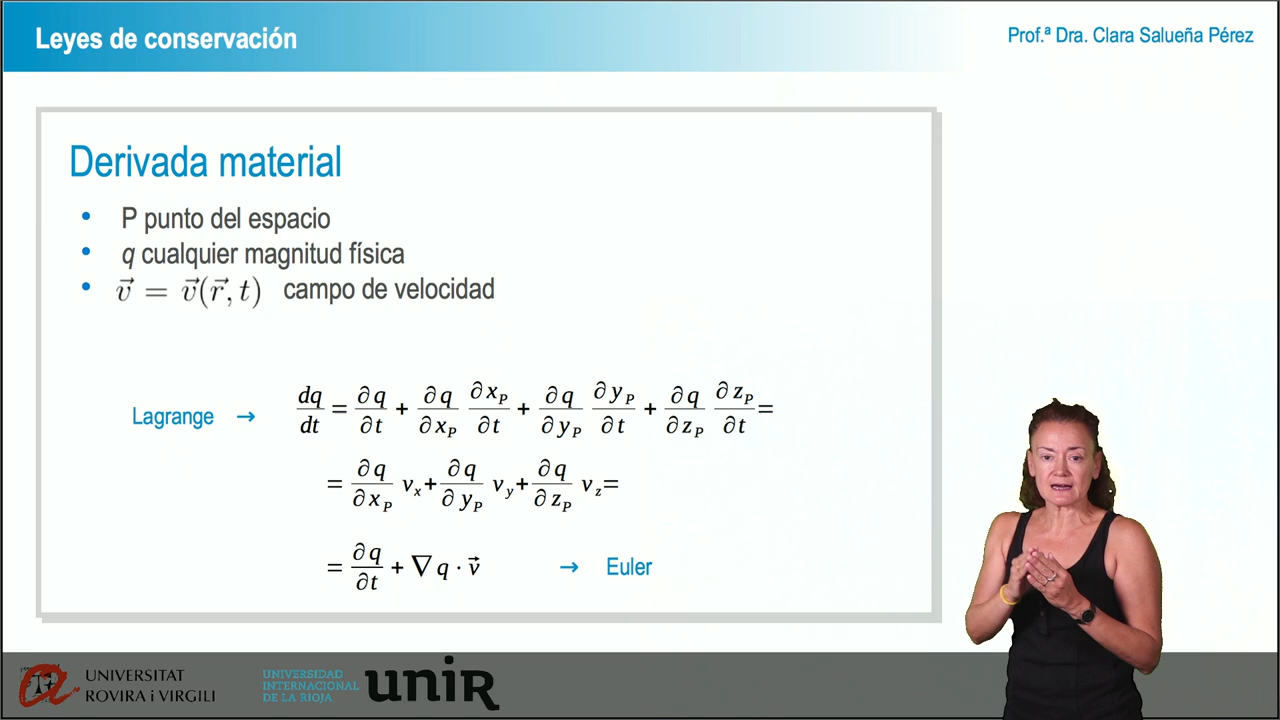 Leyes de conservación
Prof.ª Dra. Clara Salueña Pérez
Derivada material
• P punto del espacio
• q cualquier magnitud física
• v⃗ = v⃗(r⃗, t) campo de velocidad
Lagrange → dq/dt = ∂q/∂t + ∂q/∂x_P ∂x_P/∂t + ∂q/∂y_P ∂y_P/∂t + ∂q/∂z_P ∂z_P/∂t =
= ∂q/∂x_P v_x + ∂q/∂y_P v_y + ∂q/∂z_P v_z =
= ∂q/∂t + ∇q · v⃗ → Euler
UNIVERSITAT
ROVIRA i VIRGILI
UNIVERSIDAD
INTERNACIONAL
DE LA RIOJA
unir